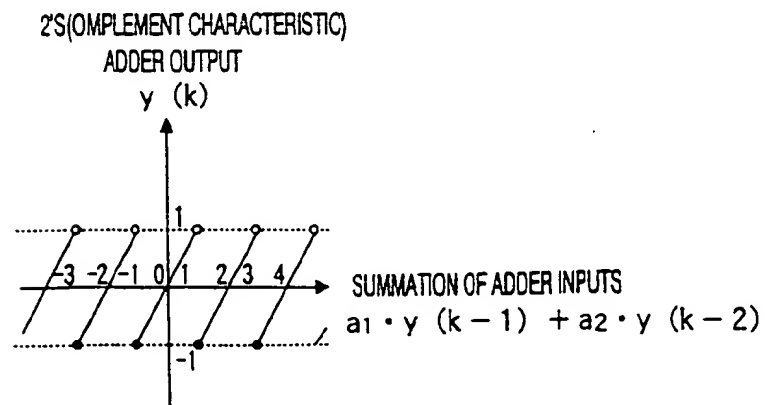 2'S(OMPLEMENT CHARACTERISTIC)
ADDER OUTPUT
y (k)
1
-3 -2 -1 0 1 2 3 4
SUMMATION OF ADDER INPUTS
a1 • y (k – 1) + a2 • y (k – 2)
-1